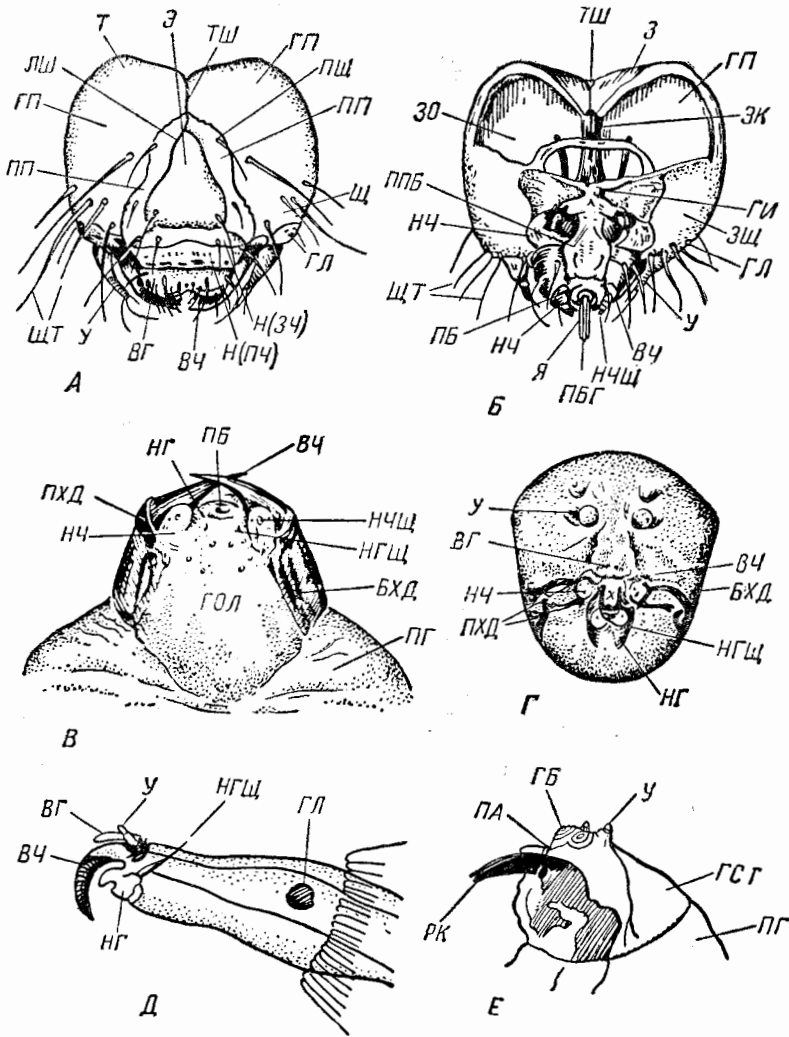 Т Э ТШ ГП
ЛШ ПЩ
ГП ПП
ПП Щ
ГЛ
ЩТ У ВГ ВЧ Н(ПЧ) Н(ЗЧ)
А
ТШ З
ГП
ЗО ЭК
ППБ ГИ
НЧ ЗЩ
ГЛ
ЩТ У
ПБ НЧ Я ПБГ НЧЩ ВЧ
Б
НГ ПБ ВЧ
ПХД НЧЩ
НЧ НГЩ
ГОЛ БХД
ПГ
В
У
ВГ ВЧ
НЧ БХД
ПХД НГЩ
НГ
Г
У НГЩ ГЛ
ВГ
ВЧ
НГ
Д
ГБ У
ПА
ГСГ
РК ПГ
Е